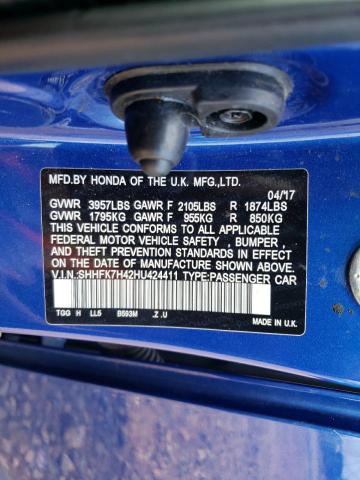 MFD.BY HONDA OF THE U.K. MFG.,LTD.
04/17
GVWR 3957LBS GAWR F 2105LBS R 1874LBS
GVWR 1795KG GAWR F 955KG R 850KG
THIS VEHICLE CONFORMS TO ALL APPLICABLE
FEDERAL MOTOR VEHICLE SAFETY , BUMPER ,
AND THEFT PREVENTION STANDARDS IN EFFECT
ON THE DATE OF MANUFACTURE SHOWN ABOVE.
V.I.N.:SHHFK7H42HU424411 TYPE:PASSENGER CAR
TGG H LL5 B593M .Z .U
MADE IN U.K.